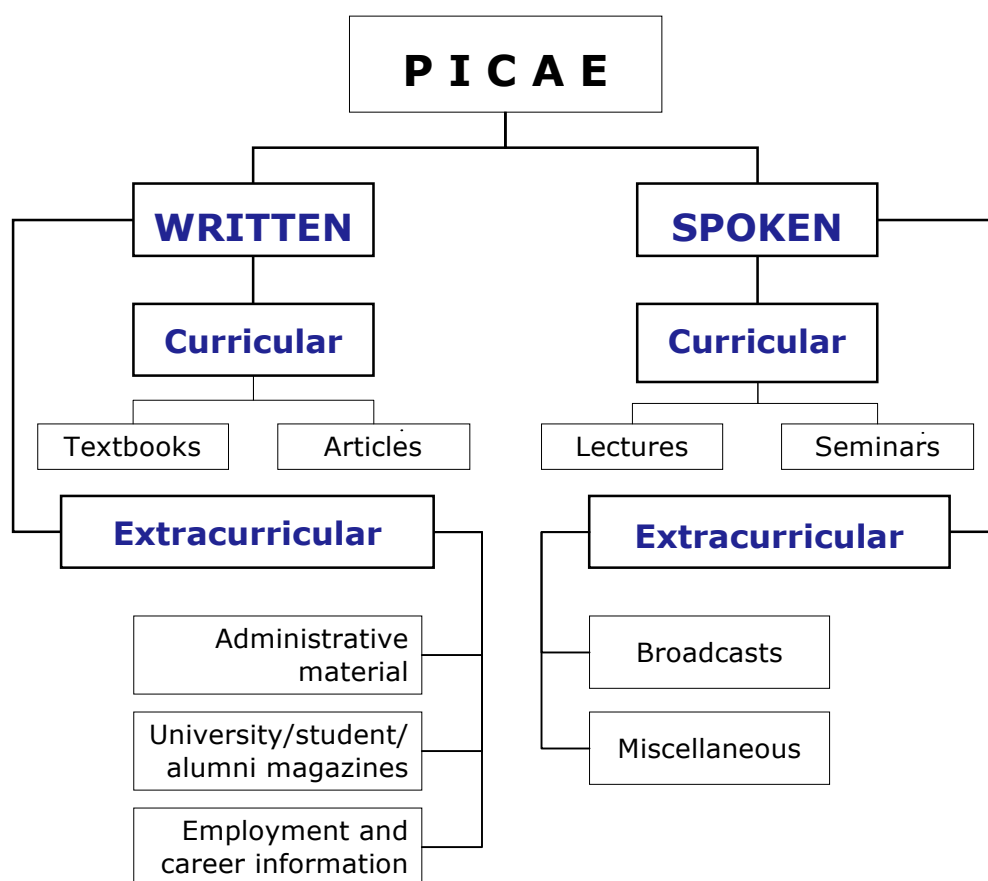 P I C A E
WRITTEN
SPOKEN
Curricular
Curricular
Textbooks
Articles
Lectures
Seminars
Extracurricular
Extracurricular
Administrative
material
University/student/
alumni magazines
Employment and
career information
Broadcasts
Miscellaneous